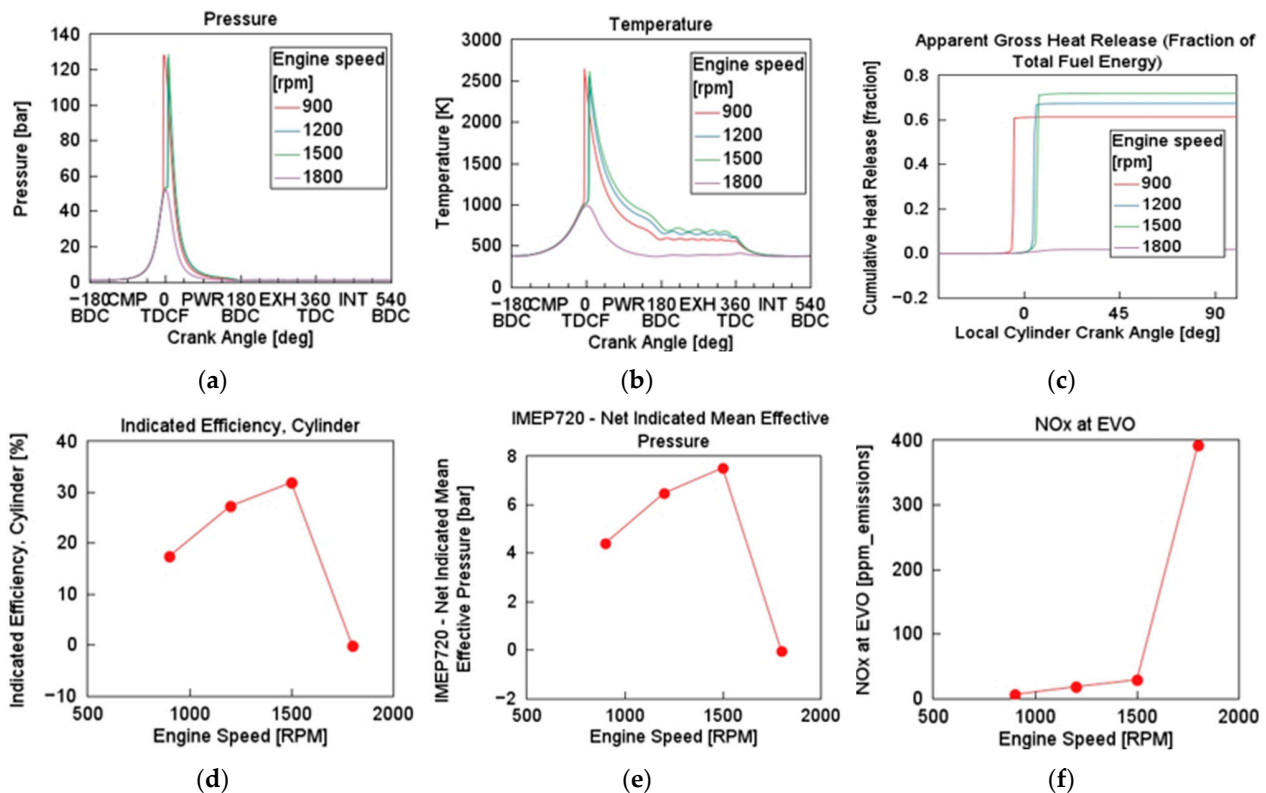 Pressure
Pressure [bar]
140
120
100
80
60
40
20
0
Engine speed
[rpm]
900
1200
1500
1800
−180 CMP 0 PWR 180 EXH 360 INT 540
BDC TDCF BDC TDC BDC
Crank Angle [deg]
(a)
Temperature
Temperature [K]
3000
2500
2000
1500
1000
500
0
Engine speed
[rpm]
900
1200
1500
1800
−180 CMP 0 PWR 180 EXH 360 INT 540
BDC TDCF BDC TDC BDC
Crank Angle [deg]
(b)
Apparent Gross Heat Release (Fraction of
Total Fuel Energy)
Cumulative Heat Release [fraction]
0.8
0.6
0.4
0.2
0.0
−0.2
Engine speed
[rpm]
900
1200
1500
1800
0 45 90
Local Cylinder Crank Angle [deg]
(c)
Indicated Efficiency, Cylinder
Indicated Efficiency, Cylinder [%]
40
30
20
10
0
−10
500 1000 1500 2000
Engine Speed [RPM]
(d)
IMEP720 - Net Indicated Mean Effective
Pressure
IMEP720 - Net Indicated Mean
Effective Pressure [bar]
8
6
4
2
0
−2
500 1000 1500 2000
Engine Speed [RPM]
(e)
NOx at EVO
NOx at EVO [ppm_emissions]
400
300
200
100
0
500 1000 1500 2000
Engine Speed [RPM]
(f)